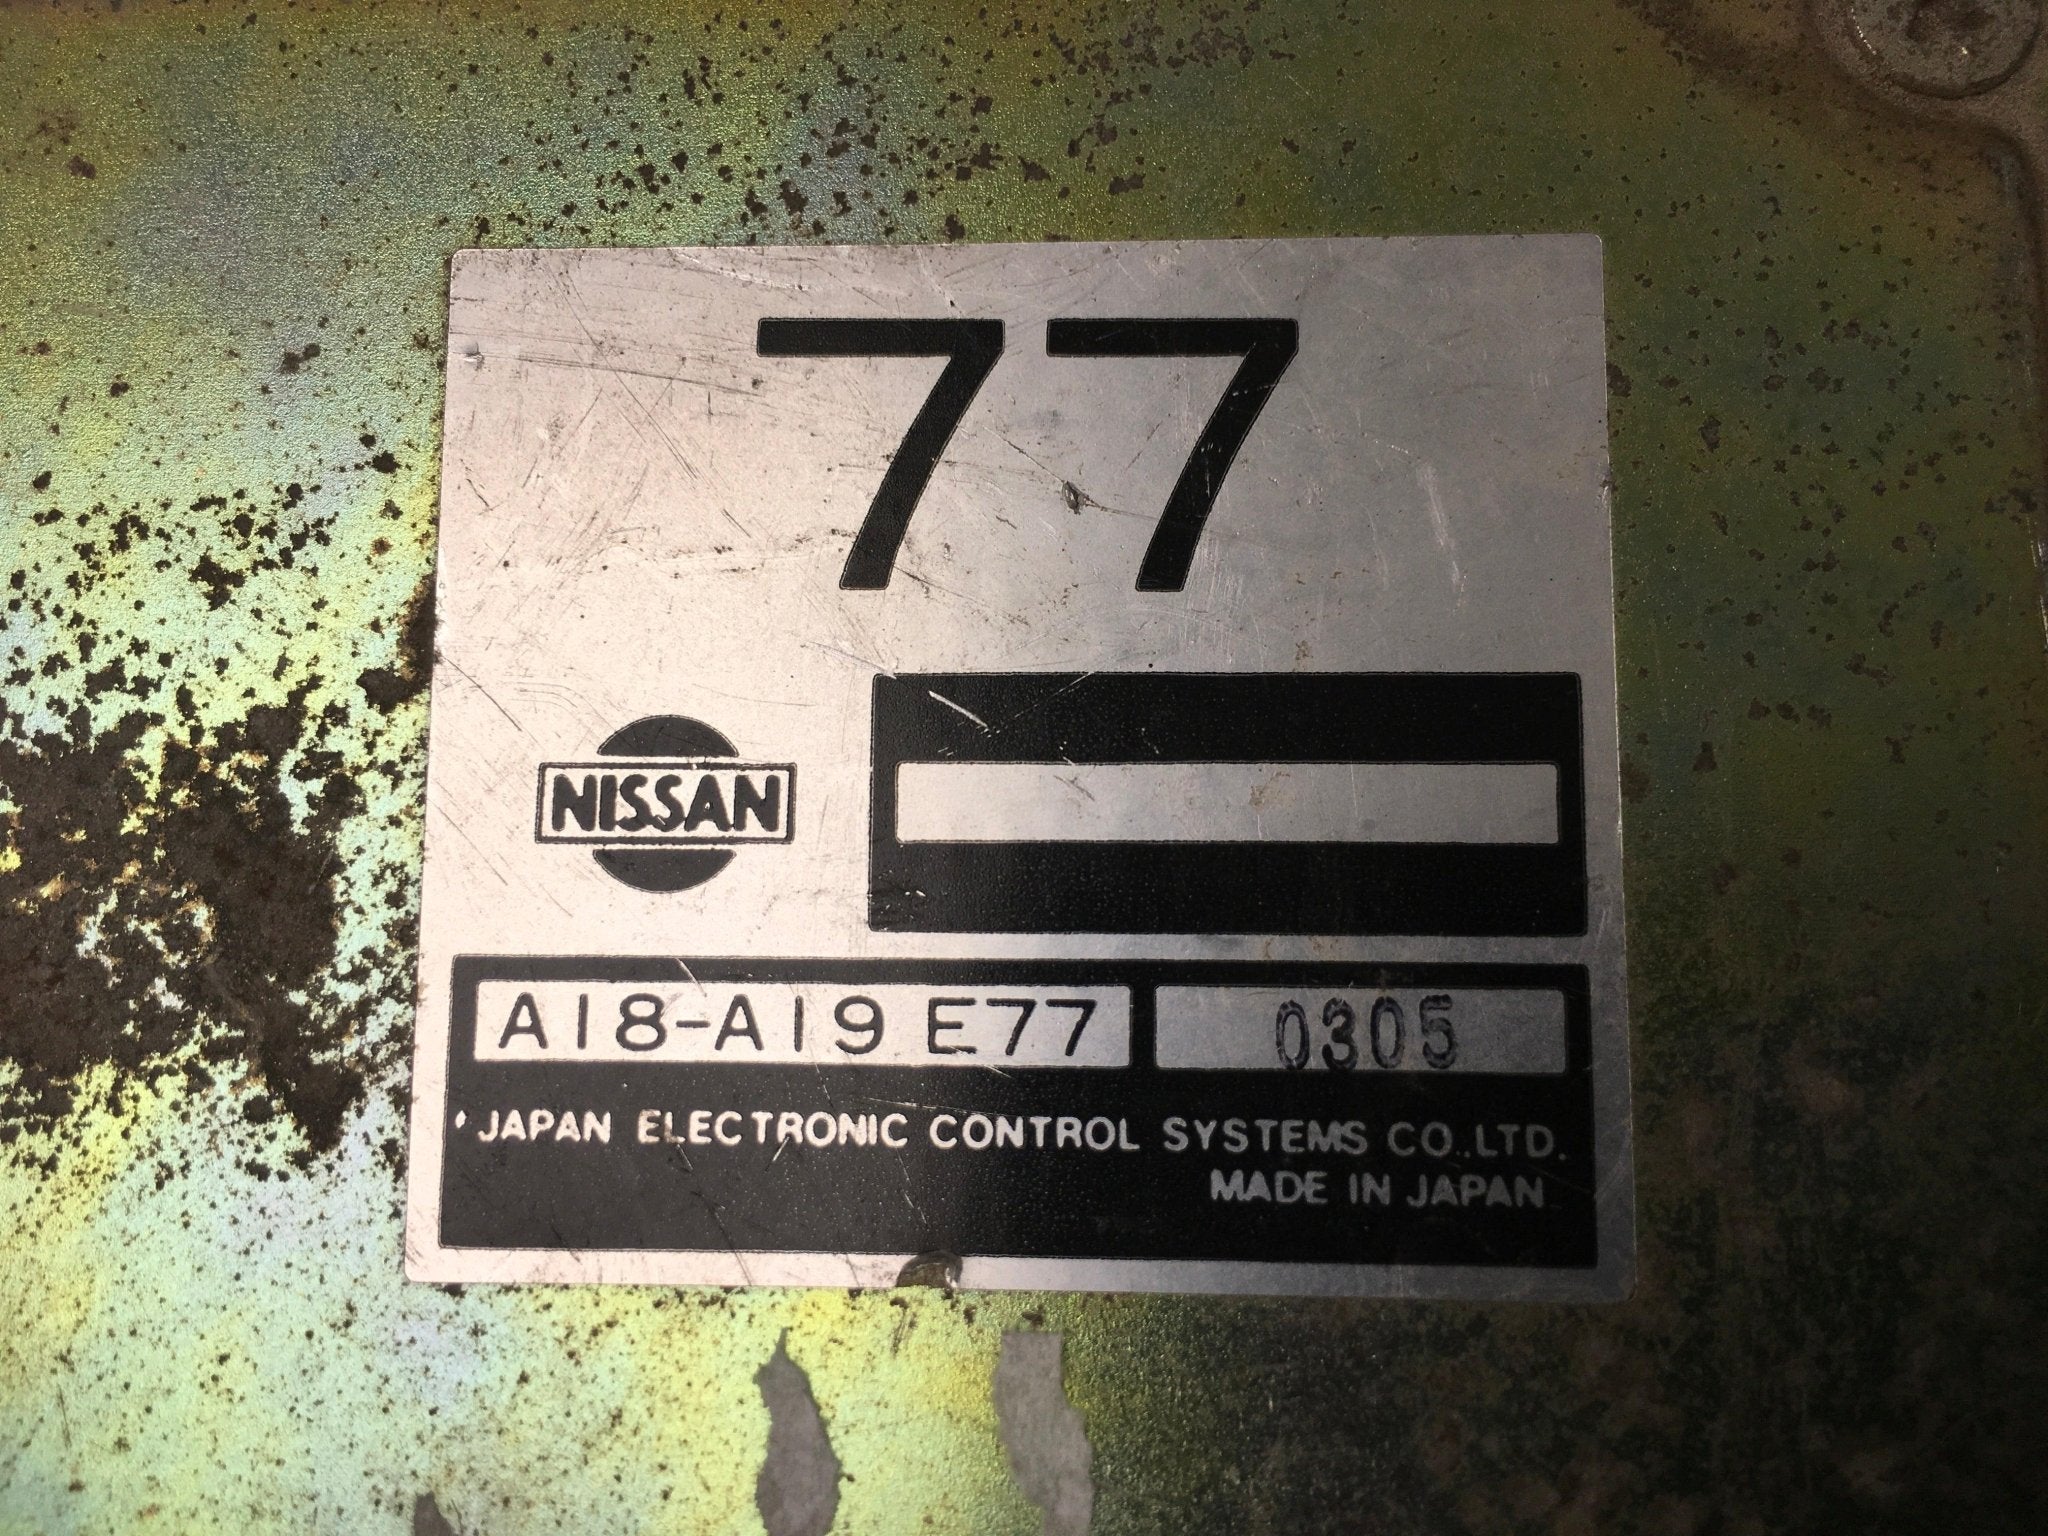 77
NISSAN
A18-A19 E77 0305
JAPAN ELECTRONIC CONTROL SYSTEMS CO.,LTD.
MADE IN JAPAN